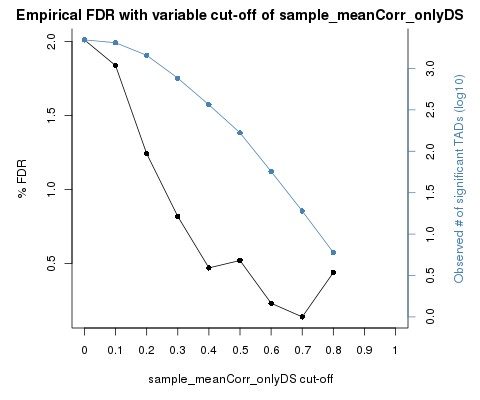 Empirical FDR with variable cut-off of sample_meanCorr_onlyDS
2.0
1.5
1.0
0.5
% FDR
3.0
2.5
2.0
1.5
1.0
0.5
0.0
Observed # of significant TADs (log10)
0 0.1 0.2 0.3 0.4 0.5 0.6 0.7 0.8 0.9 1
sample_meanCorr_onlyDS cut-off